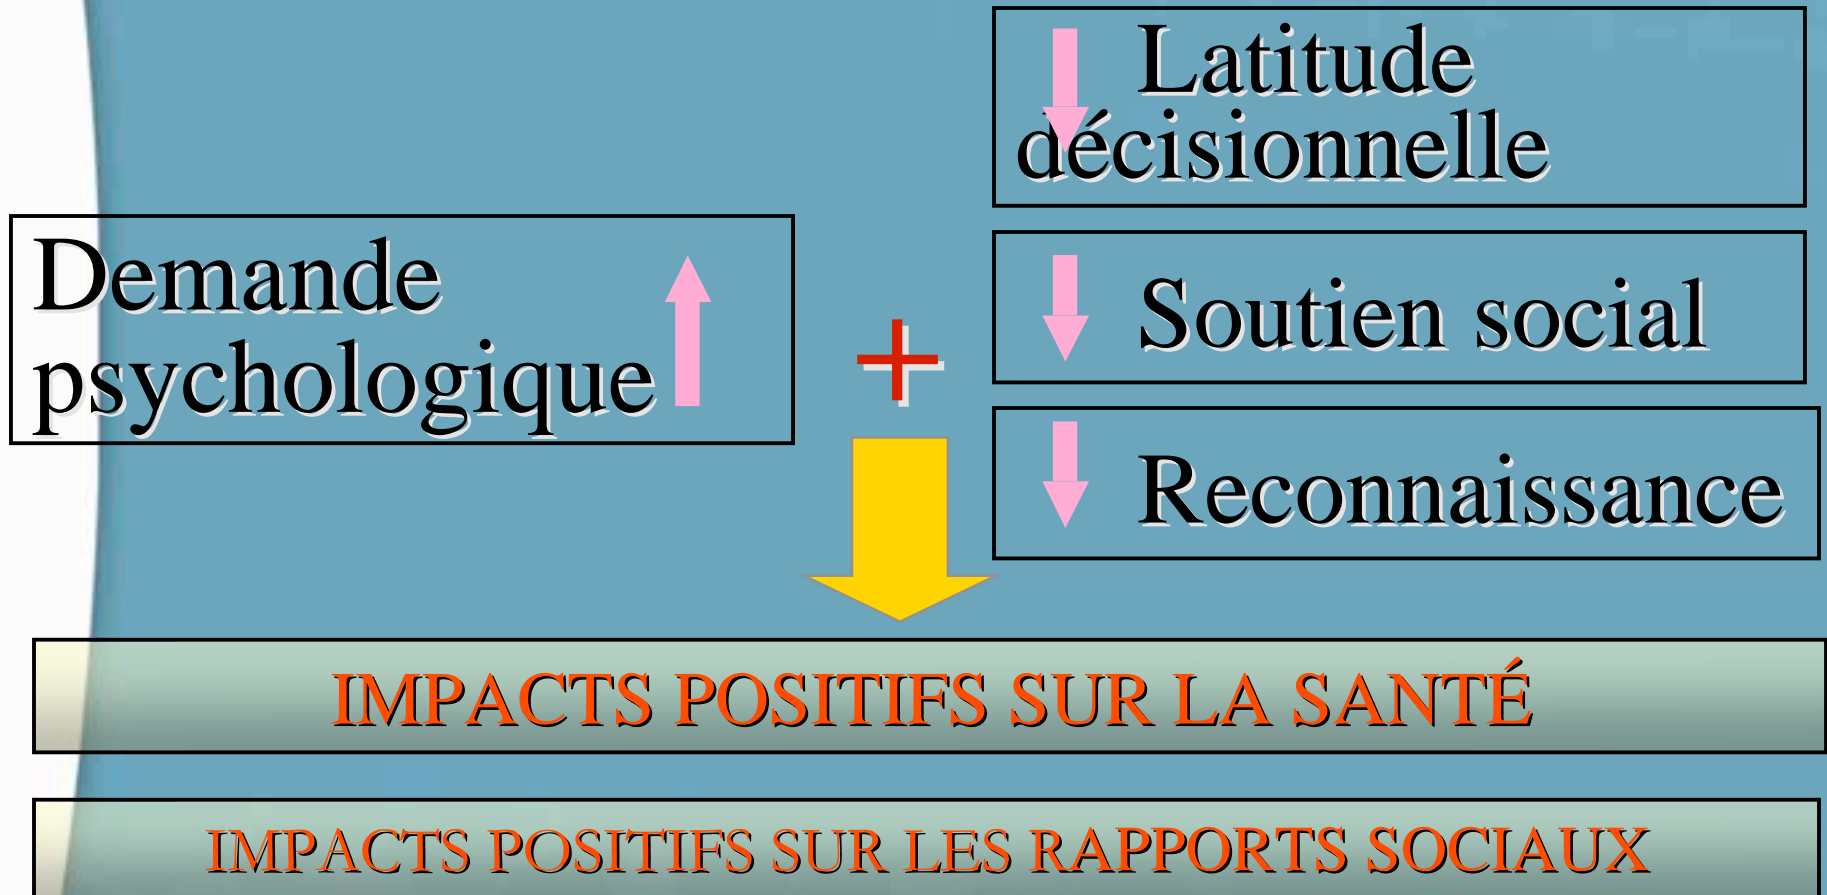 Demande
psychologique
+
Latitude
décisionnelle
Soutien social
Reconnaissance
IMPACTS POSITIFS SUR LA SANTÉ
IMPACTS POSITIFS SUR LES RAPPORTS SOCIAUX